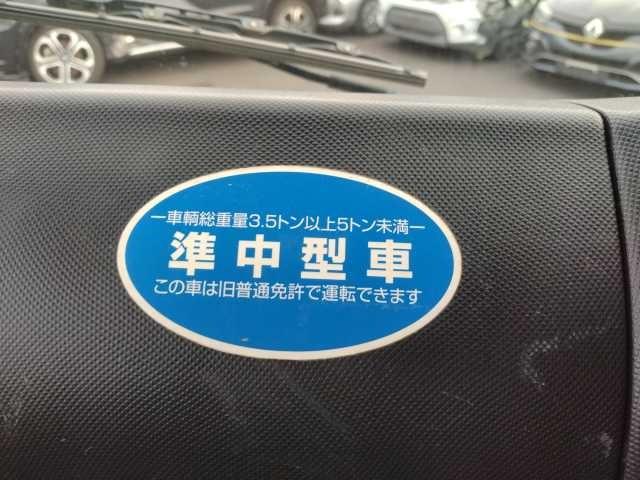 ー車輌総重量3.5トン以上5トン未満ー
準中型車
この車は旧普通免許で運転できます